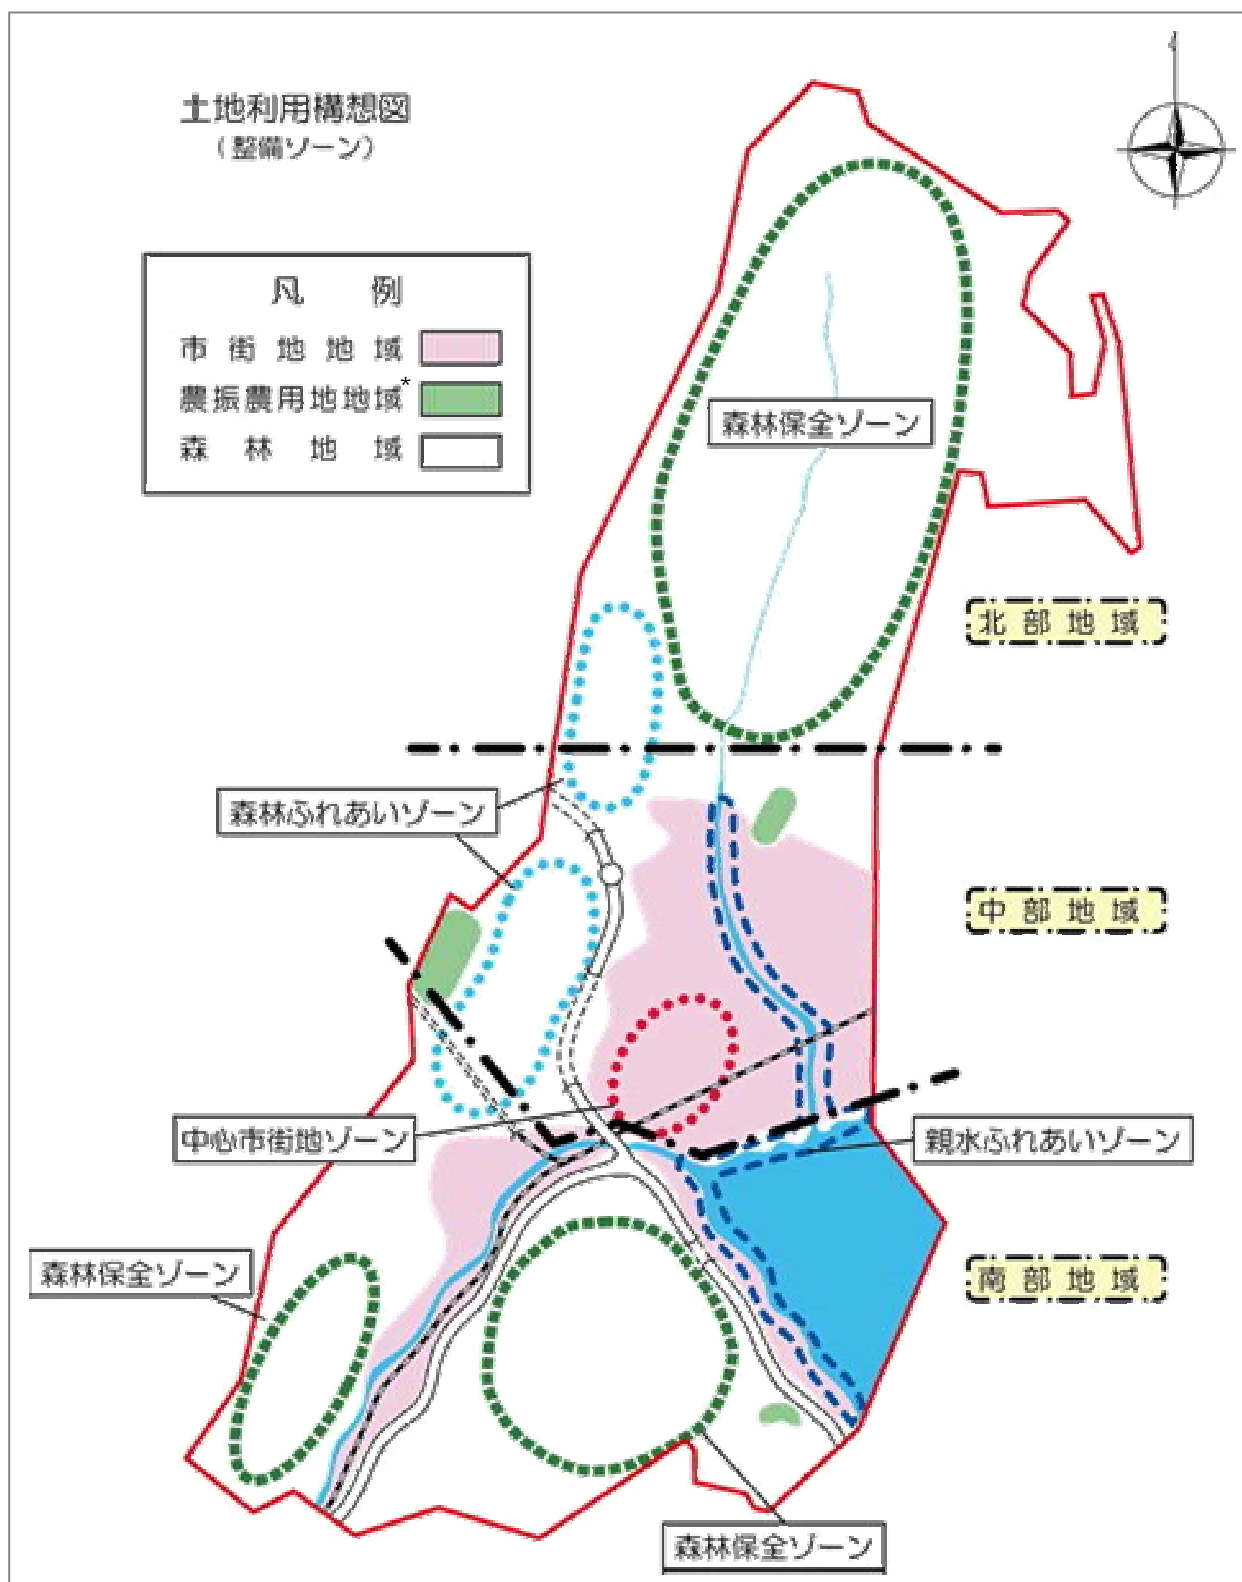 土地利用構想図
(整備ゾーン)
凡例
市街地地域
農振農用地地域*
森林地域
森林保全ゾーン
北部地域
森林ふれあいゾーン
中部地域
中心市街地ゾーン
親水ふれあいゾーン
森林保全ゾーン
南部地域
森林保全ゾーン